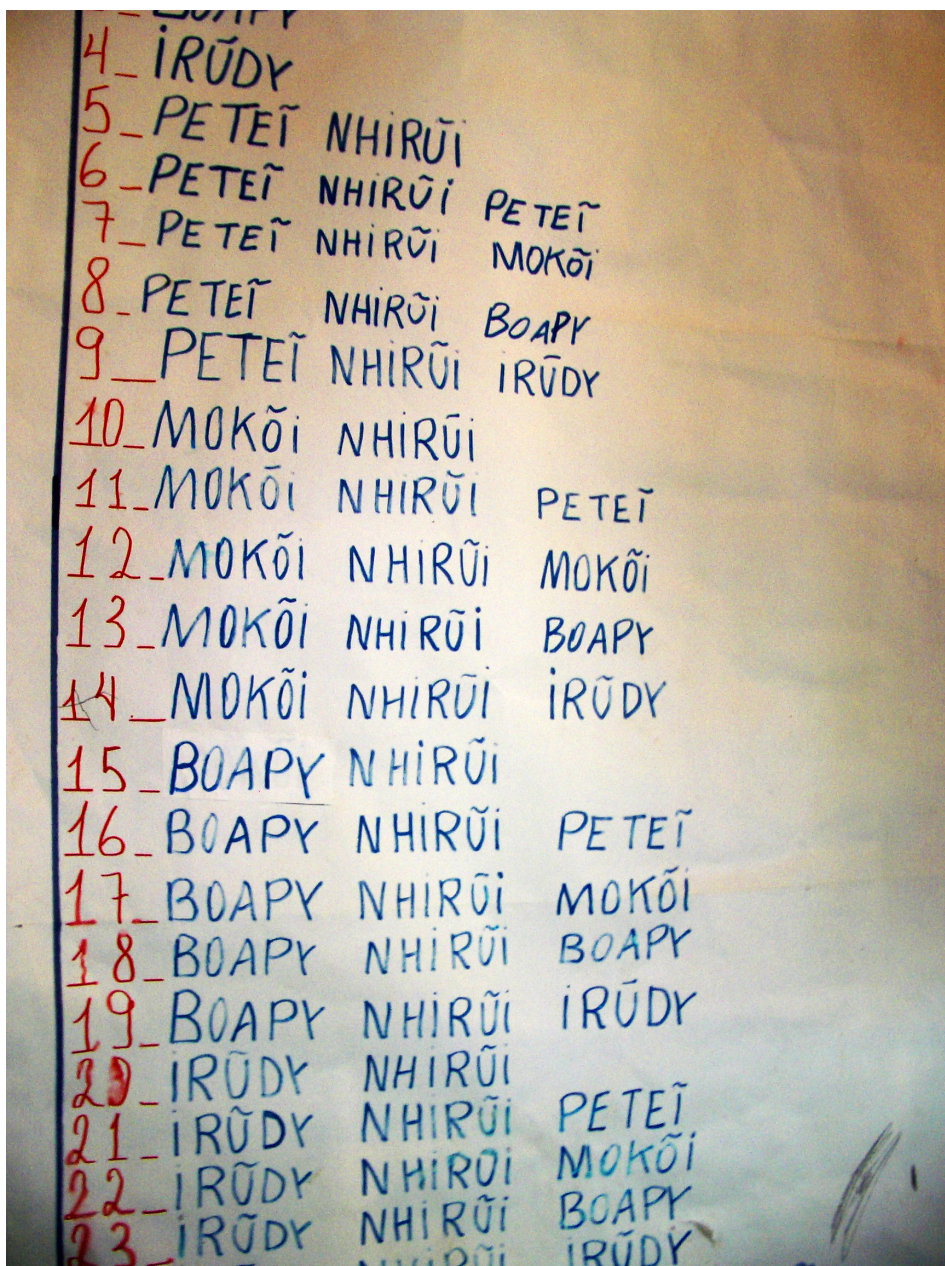 BOAPY
4_ IRŨDY
5_ PETEĨ NHIRŨI
6_ PETEĨ NHIRŨI PETEĨ
7_ PETEĨ NHIRŨI MOKÕI
8_ PETEĨ NHIRŨI BOAPY
9_ PETEĨ NHIRŨI IRŨDY
10_ MOKÕI NHIRŨI
11_ MOKÕI NHIRŨI PETEĨ
12_ MOKÕI NHIRŨI MOKÕI
13_ MOKÕI NHIRŨI BOAPY
14_ MOKÕI NHIRŨI IRŨDY
15_ BOAPY NHIRŨI
16_ BOAPY NHIRŨI PETEĨ
17_ BOAPY NHIRŨI MOKÕI
18_ BOAPY NHIRŨI BOAPY
19_ BOAPY NHIRŨI IRŨDY
20_ IRŨDY NHIRŨI
21_ IRŨDY NHIRŨI PETEĨ
22_ IRŨDY NHIRŨI MOKÕI
23_ IRŨDY NHIRŨI BOAPY
NHIRŨI IRŨDY